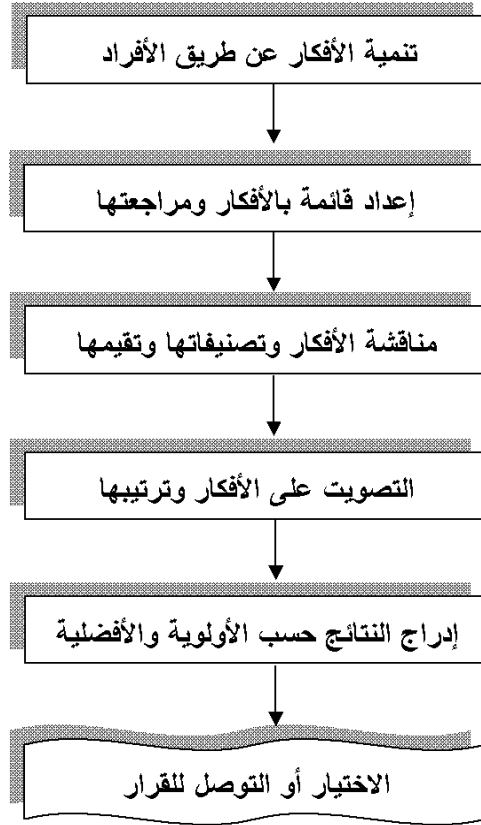 تنمية الأفكار عن طريق الأفراد
إعداد قائمة بالأفكار ومراجعتها
مناقشة الأفكار وتصنيفاتها وتقيمها
التصويت على الأفكار وترتيبها
إدراج النتائج حسب الأولوية والأفضلية
الاختيار أو التوصل للقرار